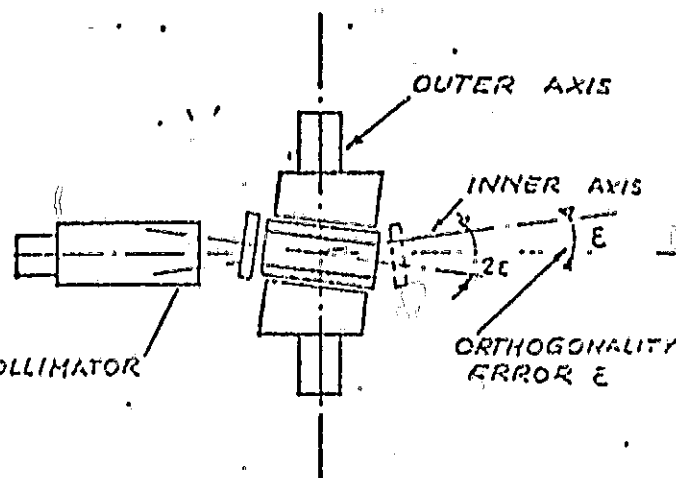 OUTER AXIS
INNER AXIS
ε
2ε
ORTHOGONALITY
ERROR ε
OLLIMATOR